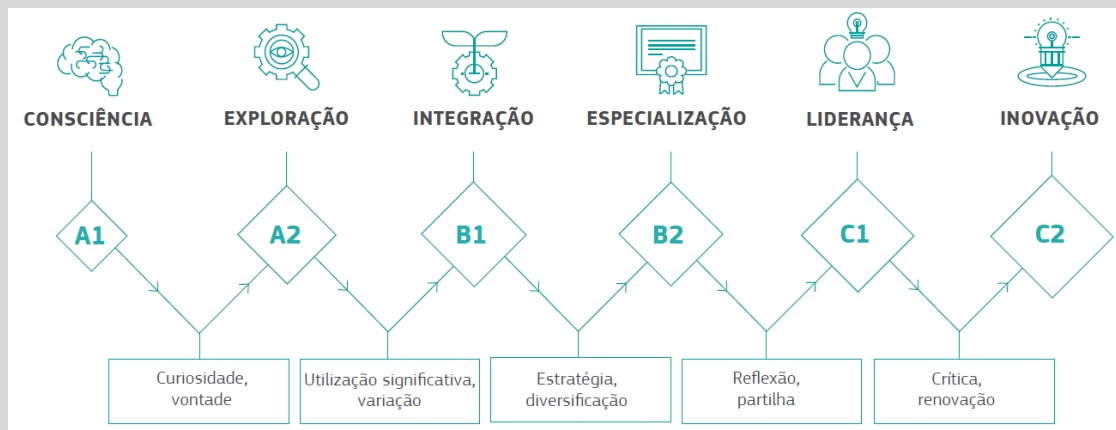 CONSCIÊNCIA
EXPLORAÇÃO
INTEGRAÇÃO
ESPECIALIZAÇÃO
LIDERANÇA
INOVAÇÃO
A1
A2
B1
B2
C1
C2
Curiosidade,
vontade
Utilização significativa,
variação
Estratégia,
diversificação
Reflexão,
partilha
Crítica,
renovação